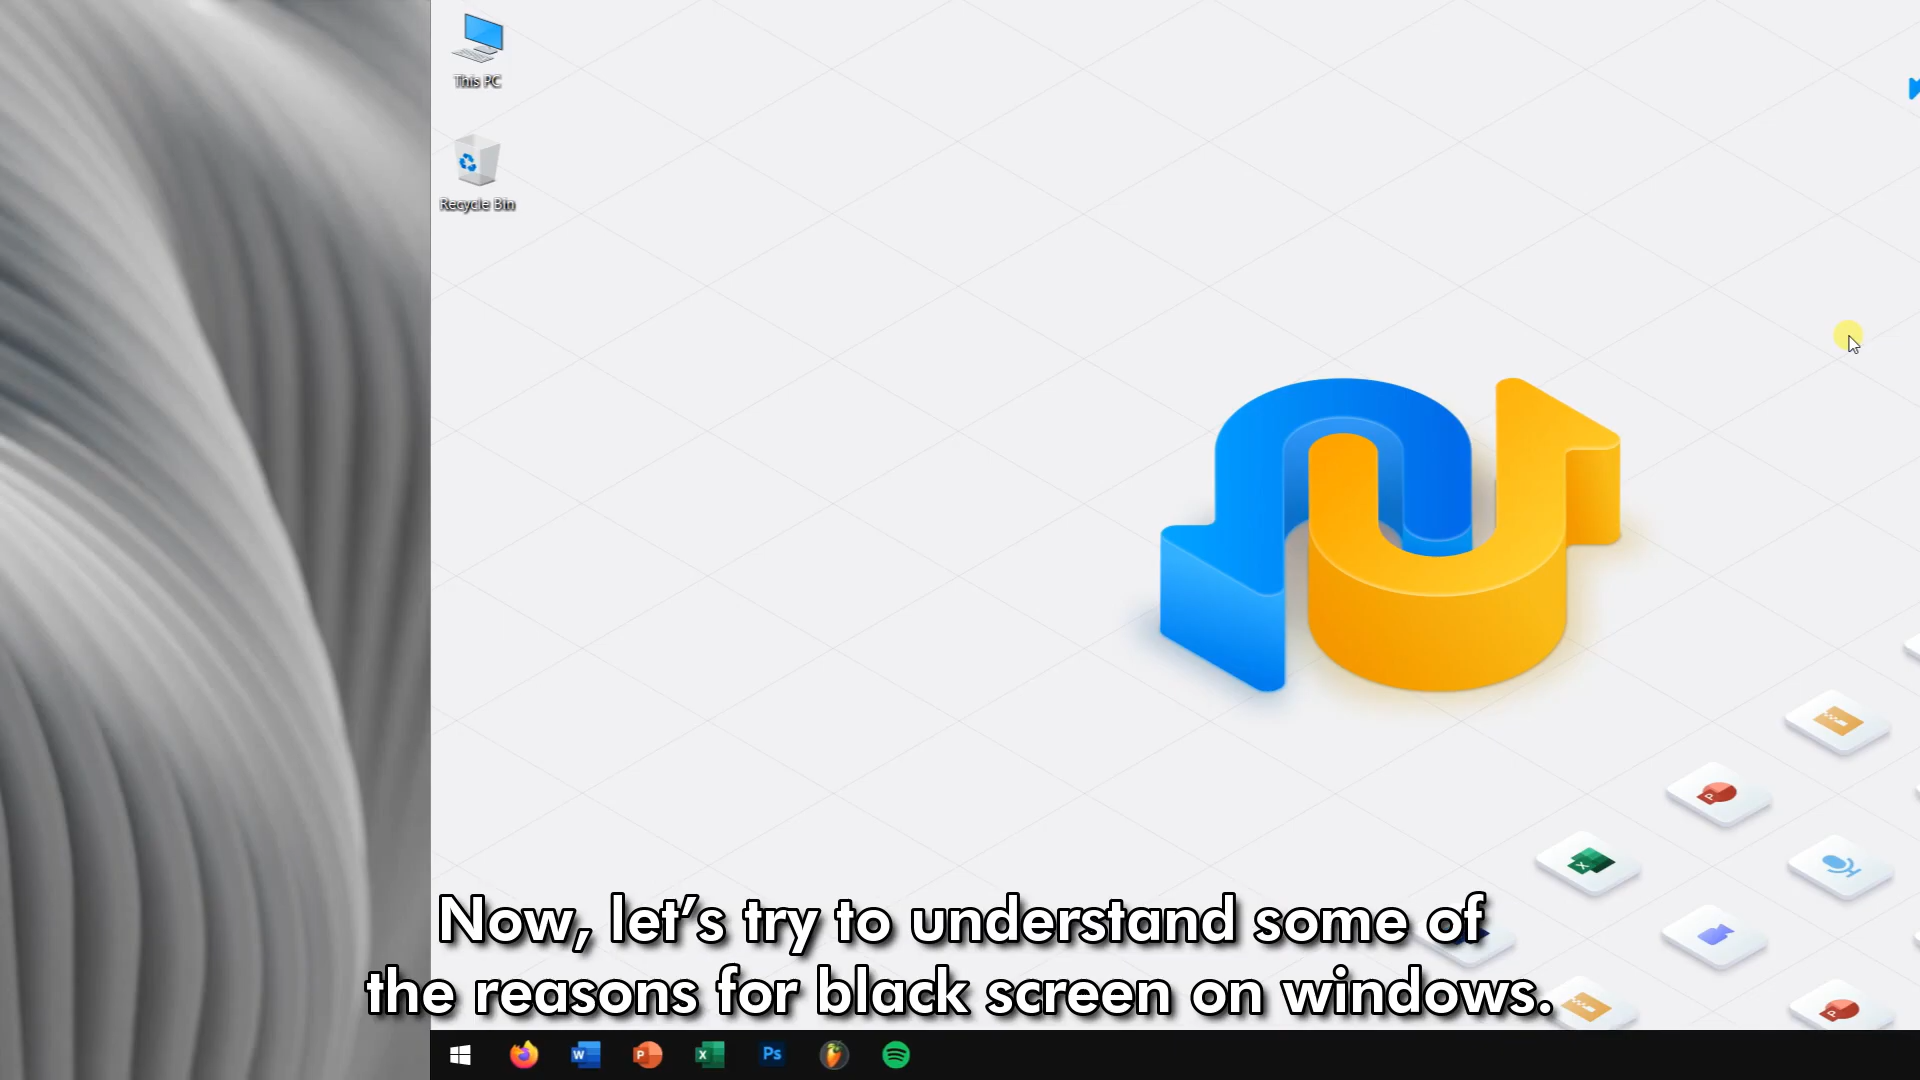 This PC
Recycle Bin
Now, let's try to understand some of
the reasons for black screen on windows.
W
P
X
Ps
P
X
P